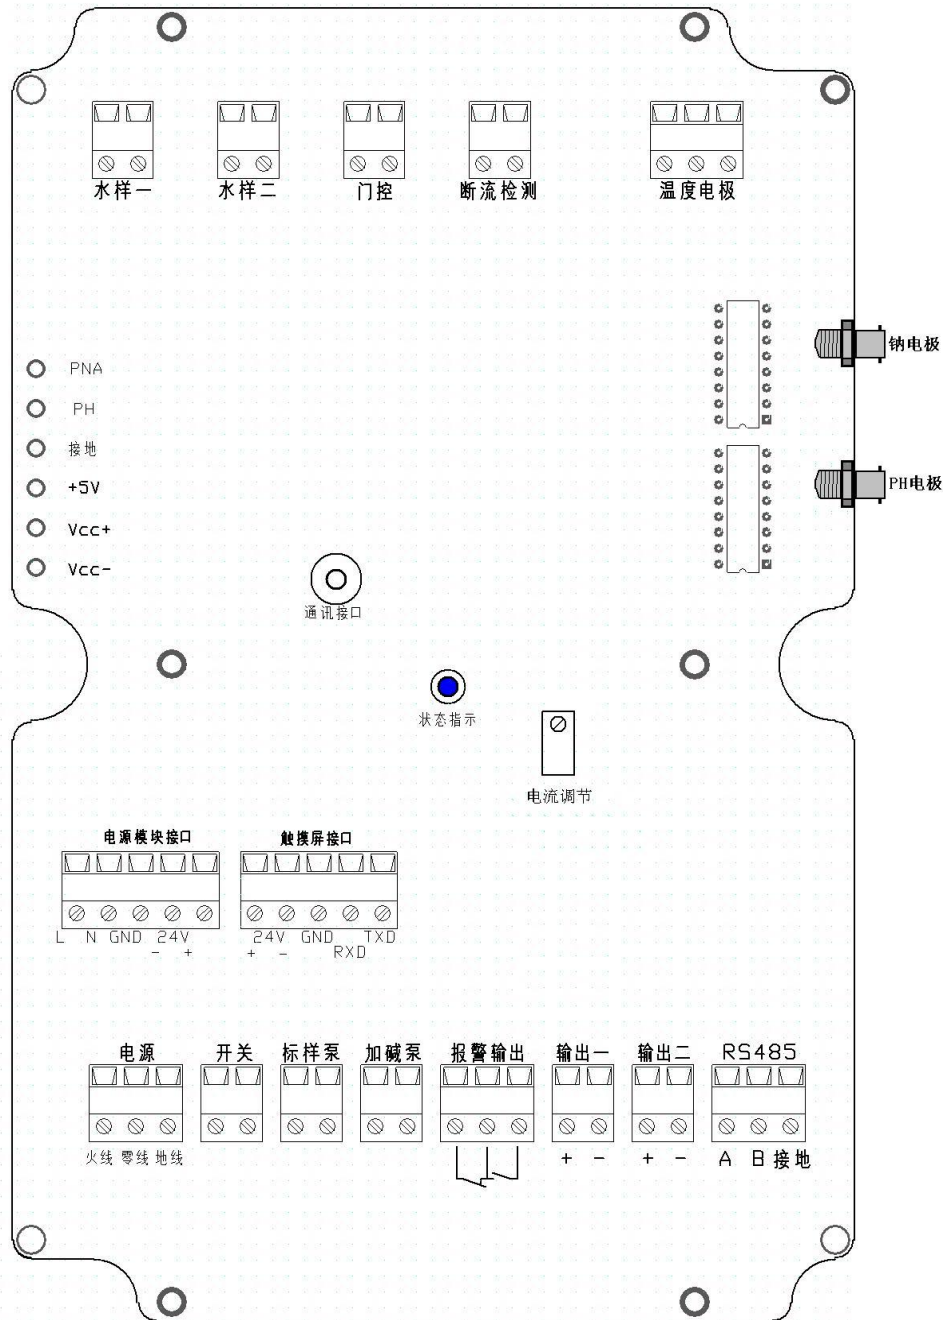 水样一 水样二 门控 断流检测 温度电极
钠电极
PNA
PH
接地
PH电极
+5V
Vcc+
Vcc-
通讯接口
状态指示
电流调节
电源模块接口 触摸屏接口
L N GND 24V 24V GND TXD
- + + - RXD
电源 开关 标样泵 加碱泵 报警输出 输出一 输出二 RS485
火线 零线 地线 + - + - A B 接地